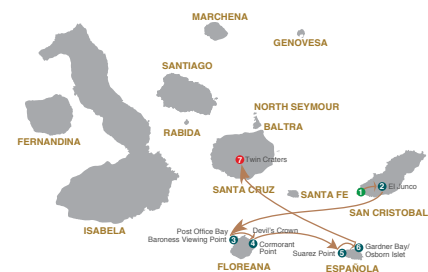 MARCHENA
GENOVESA
SANTIAGO
NORTH SEYMOUR
BALTRA
RABIDA
FERNANDINA
7 Twin Craters
SANTA CRUZ
SANTA FE
1
2 El Junco
SAN CRISTOBAL
ISABELA
Post Office Bay
Baroness Viewing Point 3
Devil's Crown
4 Cormorant
Point
Suarez Point 5
6 Gardner Bay/
Osborn Islet
FLOREANA
ESPAÑOLA